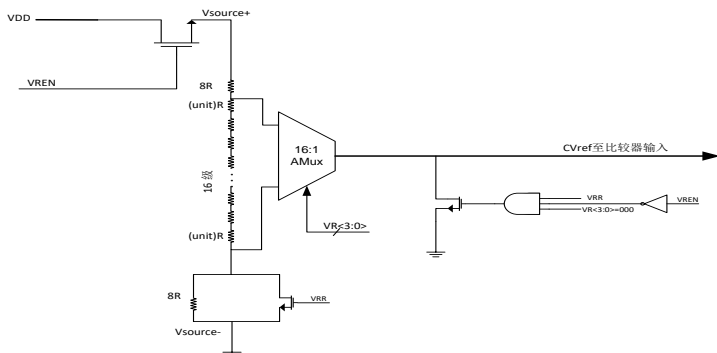 VDD
Vsource+
VREN
8R
(unit)R
16 级
(unit)R
16:1
AMux
CVref至比较器输入
VRR
VREN
VR<3:0>=000
VR<3:0>
8R
VRR
Vsource-